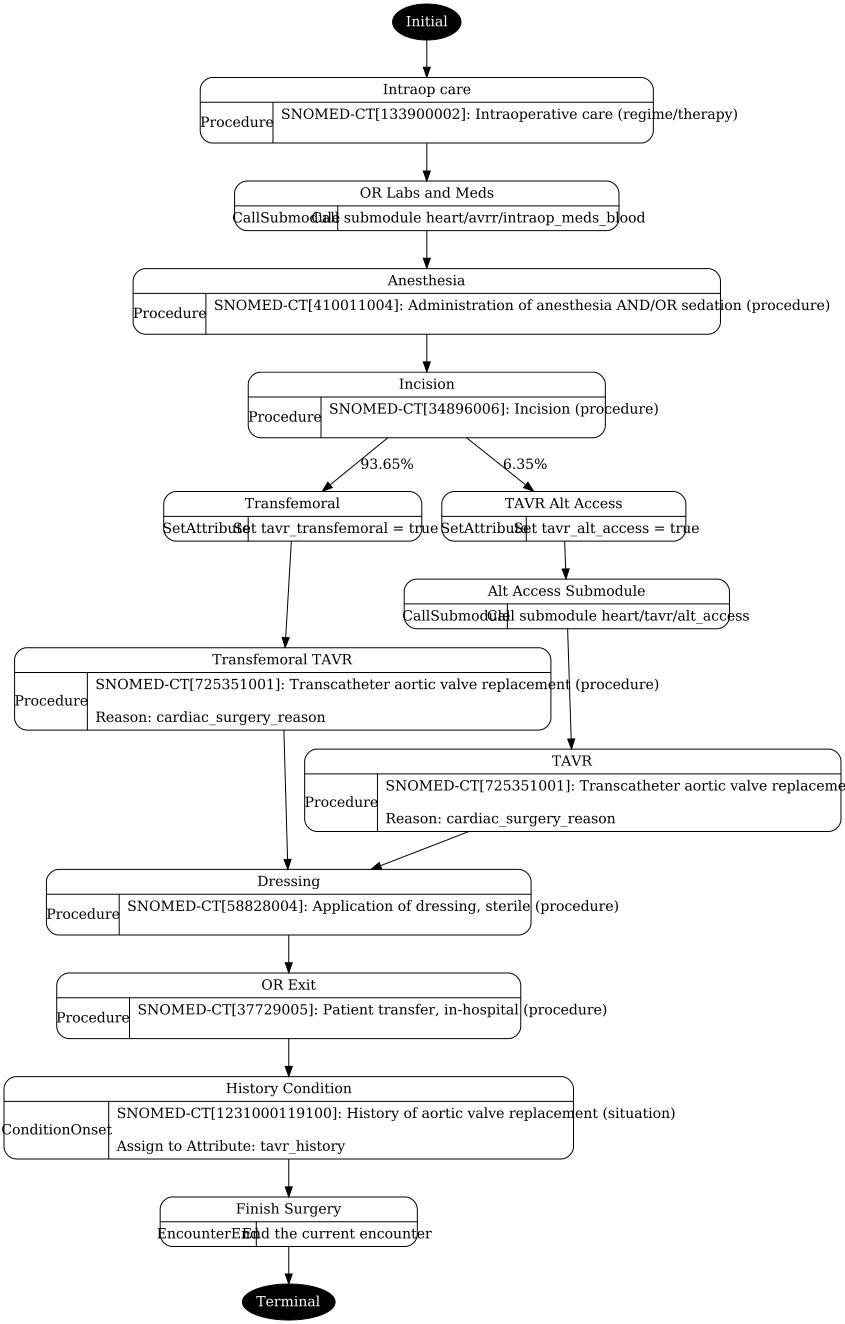 Initial
Intraop care
Procedure
SNOMED-CT[133900002]: Intraoperative care (regime/therapy)
OR Labs and Meds
CallSubmodule
Call submodule heart/avrr/intraop_meds_blood
Anesthesia
Procedure
SNOMED-CT[410011004]: Administration of anesthesia AND/OR sedation (procedure)
Incision
Procedure
SNOMED-CT[34896006]: Incision (procedure)
93.65%
6.35%
Transfemoral
SetAttribute
Set tavr_transfemoral = true
TAVR Alt Access
SetAttribute
Set tavr_alt_access = true
Alt Access Submodule
CallSubmodule
Call submodule heart/tavr/alt_access
Transfemoral TAVR
Procedure
SNOMED-CT[725351001]: Transcatheter aortic valve replacement (procedure)
Reason: cardiac_surgery_reason
TAVR
Procedure
SNOMED-CT[725351001]: Transcatheter aortic valve replaceme
Reason: cardiac_surgery_reason
Dressing
Procedure
SNOMED-CT[58828004]: Application of dressing, sterile (procedure)
OR Exit
Procedure
SNOMED-CT[37729005]: Patient transfer, in-hospital (procedure)
History Condition
ConditionOnset
SNOMED-CT[1231000119100]: History of aortic valve replacement (situation)
Assign to Attribute: tavr_history
Finish Surgery
EncounterEnd
End the current encounter
Terminal